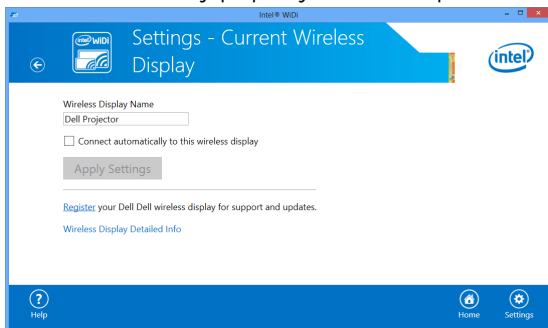 Intel® WiDi
intel WiDi
Settings - Current Wireless
Display
intel
Wireless Display Name
Dell Projector
Connect automatically to this wireless display
Apply Settings
Register your Dell Dell wireless display for support and updates.
Wireless Display Detailed Info
?
Help
Home
Settings